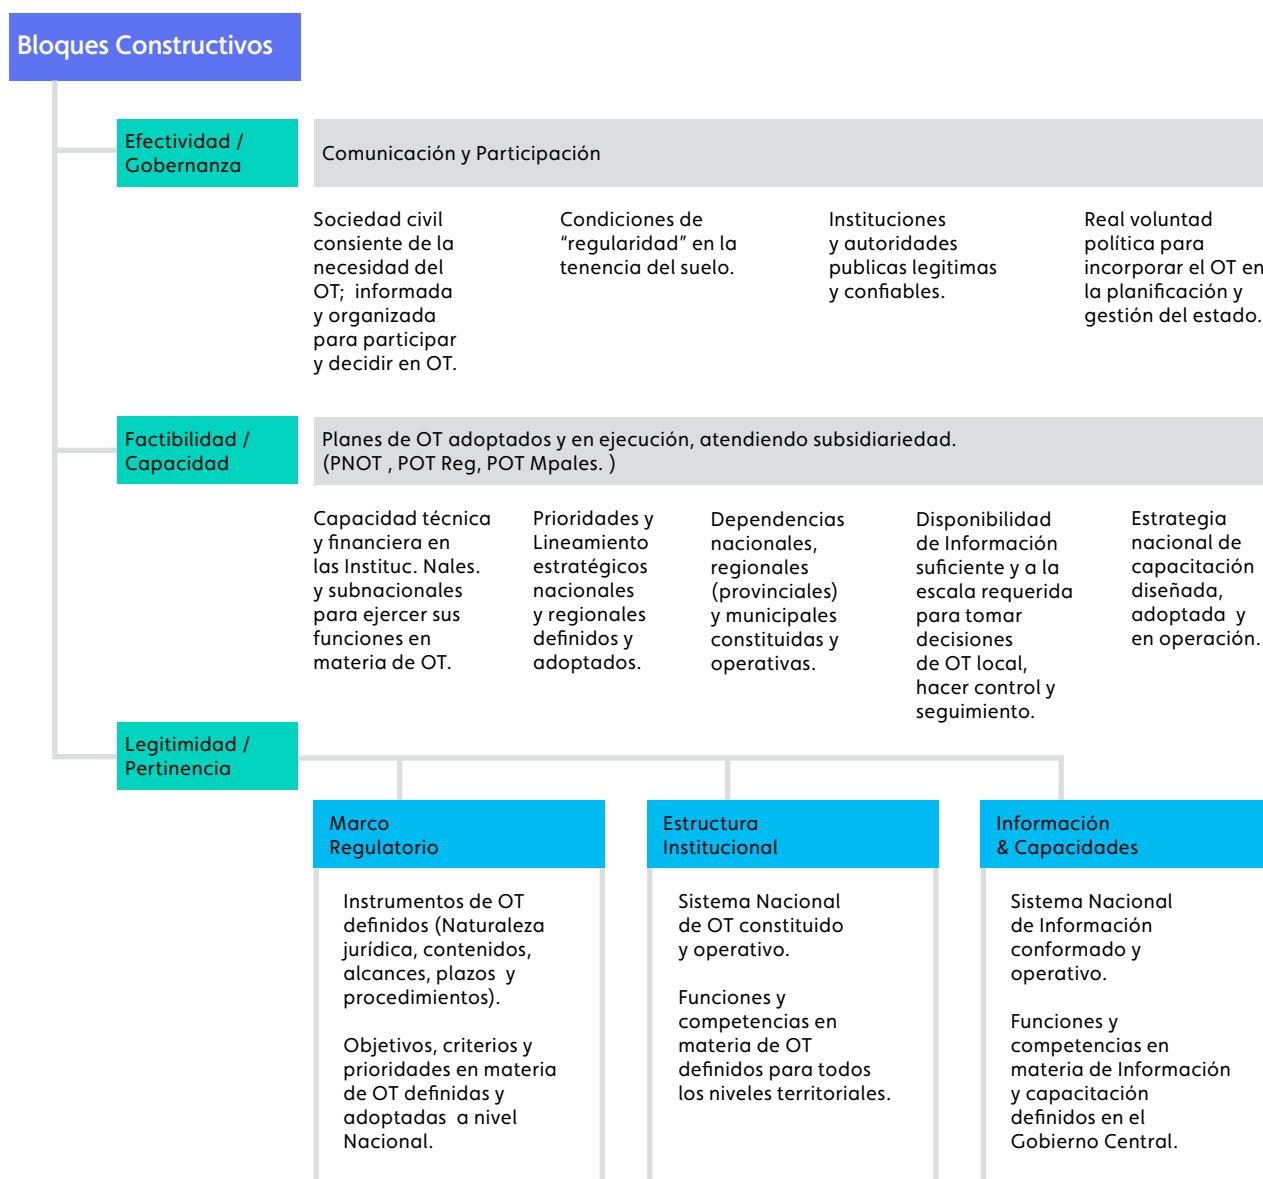 Bloques Constructivos
Efectividad /
Gobernanza
Comunicación y Participación
Sociedad civil
consiente de la
necesidad del
OT;  informada
y organizada
para participar
y decidir en OT.
Condiciones de
“regularidad” en la
tenencia del suelo.
Instituciones
y autoridades
publicas legitimas
y confiables.
Real voluntad
política para
incorporar el OT en
la planificación y
gestión del estado.
Factibilidad /
Capacidad
Planes de OT adoptados y en ejecución, atendiendo subsidiariedad.
(PNOT , POT Reg, POT Mpales. )
Capacidad técnica
y financiera en
las Instituc. Nales.
y subnacionales
para ejercer sus
funciones en
materia de OT.
Prioridades y
Lineamiento
estratégicos
nacionales
y regionales
definidos y
adoptados.
Dependencias
nacionales,
regionales
(provinciales)
y municipales
constituidas y
operativas.
Disponibilidad
de Información
suficiente y a la
escala requerida
para tomar
decisiones
de OT local,
hacer control y
seguimiento.
Estrategia
nacional de
capacitación
diseñada,
adoptada  y
en operación.
Legitimidad /
Pertinencia
Marco
Regulatorio
Instrumentos de OT
definidos (Naturaleza
jurídica, contenidos,
alcances, plazos  y
procedimientos).
Objetivos, criterios y
prioridades en materia
de OT definidas y
adoptadas  a nivel
Nacional.
Estructura
Institucional
Sistema Nacional
de OT constituido
y operativo.
Funciones y
competencias en
materia de OT
definidos para todos
los niveles territoriales.
Información
& Capacidades
Sistema Nacional
de Información
conformado y
operativo.
Funciones y
competencias en
materia de Información
y capacitación
definidos en el
Gobierno Central.